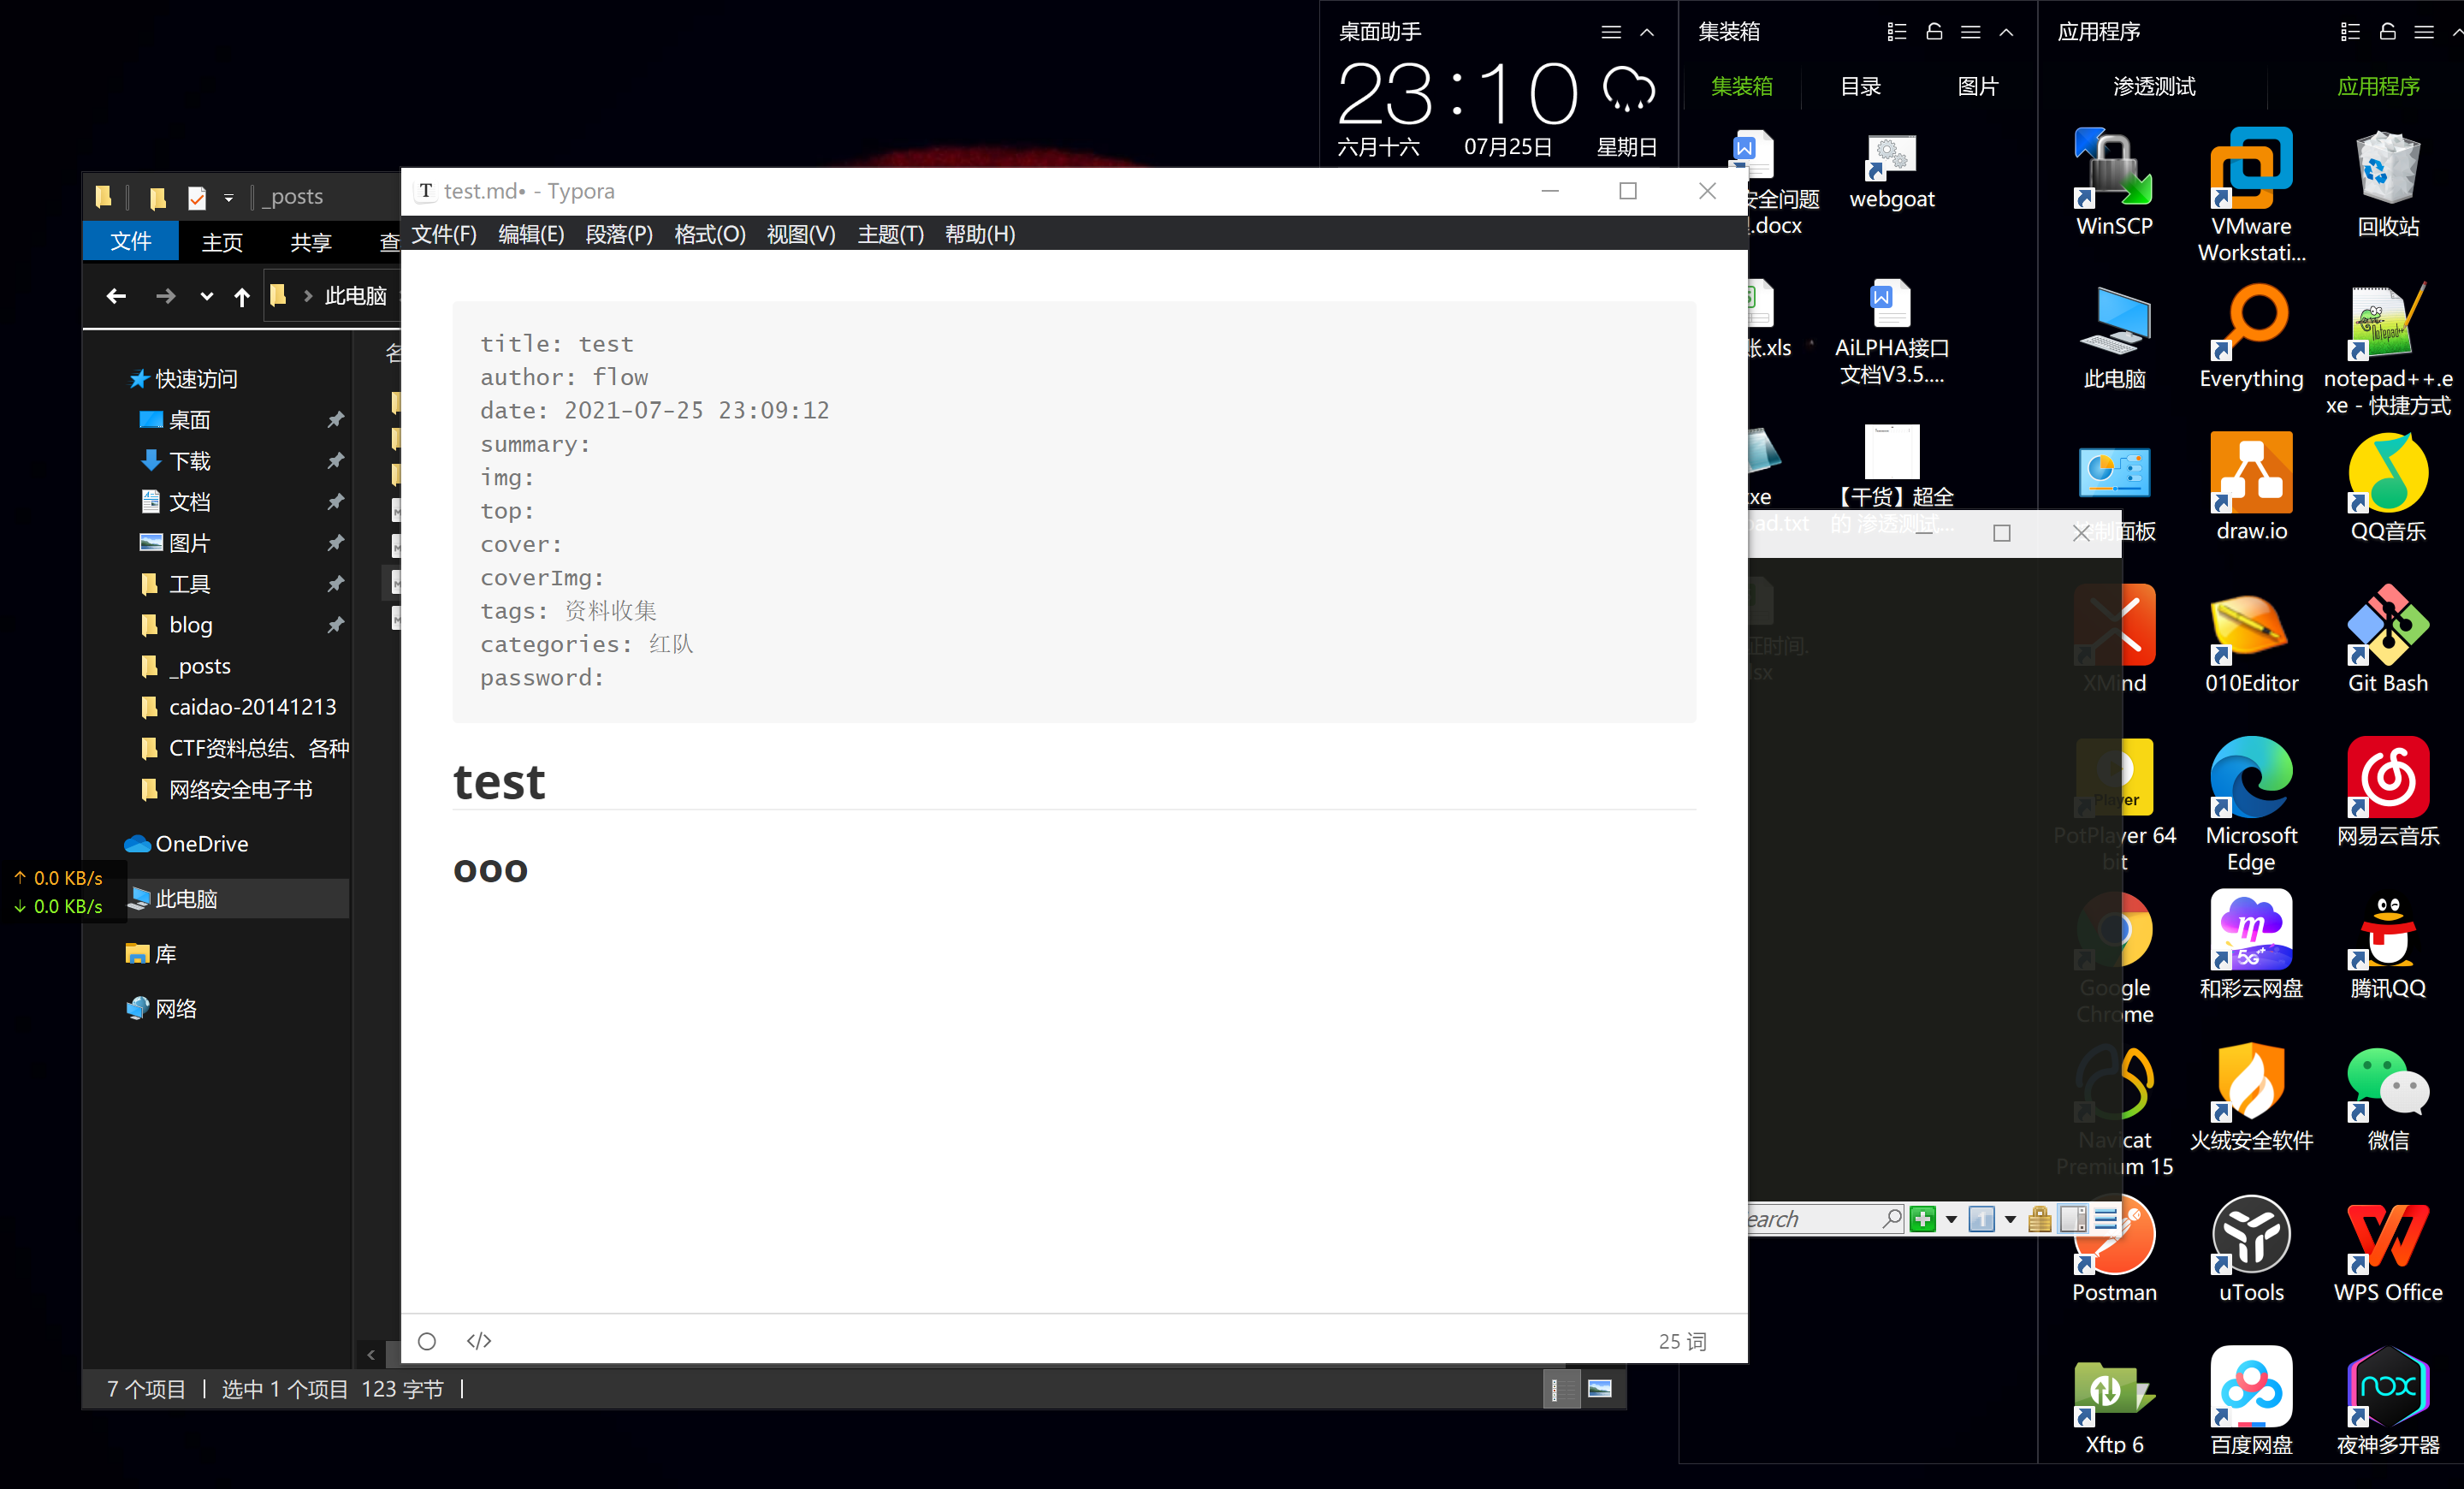 桌面助手
23:10
六月十六 07月25日 星期日
集装箱
集装箱 目录 图片
安全问题
.docx
webgoat
账.xls
AiLPHA接口
文档V3.5....
pad.txt
【干货】超全
的 渗透测试...
证时间.
lsx
应用程序
渗透测试 应用程序
WinSCP
VMware
Workstati...
回收站
此电脑
Everything
notepad++.e
xe - 快捷方式
控制面板
draw.io
QQ音乐
XMind
010Editor
Git Bash
Player
PotPlayer 64
bit
Microsoft
Edge
网易云音乐
Google
Chrome
和彩云网盘
腾讯QQ
Navicat
Premium 15
火绒安全软件
微信
Postman
uTools
WPS Office
Xftp 6
百度网盘
nox
夜神多开器
earch
_posts
文件 主页 共享 查
此电脑
名
快速访问
桌面
下载
文档
图片
工具
blog
_posts
caidao-20141213
CTF资料总结、各种
网络安全电子书
OneDrive
此电脑
库
网络
↑ 0.0 KB/s
↓ 0.0 KB/s
7 个项目 | 选中 1 个项目 123 字节 |
test.md• - Typora
文件(F) 编辑(E) 段落(P) 格式(O) 视图(V) 主题(T) 帮助(H)
title: test
author: flow
date: 2021-07-25 23:09:12
summary:
img:
top:
cover:
coverImg:
tags: 资料收集
categories: 红队
password:
test
ooo
</>
25 词